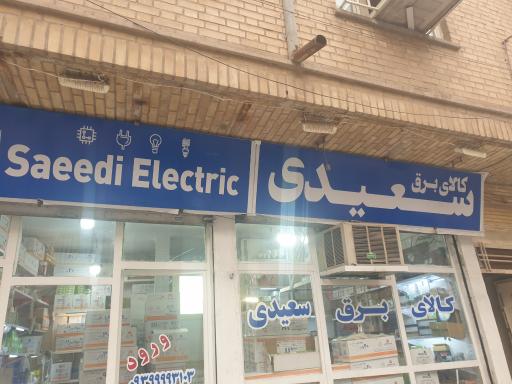 Saeedi Electric
کالای برق
سعیدی
کالای برق سعیدی
ورود